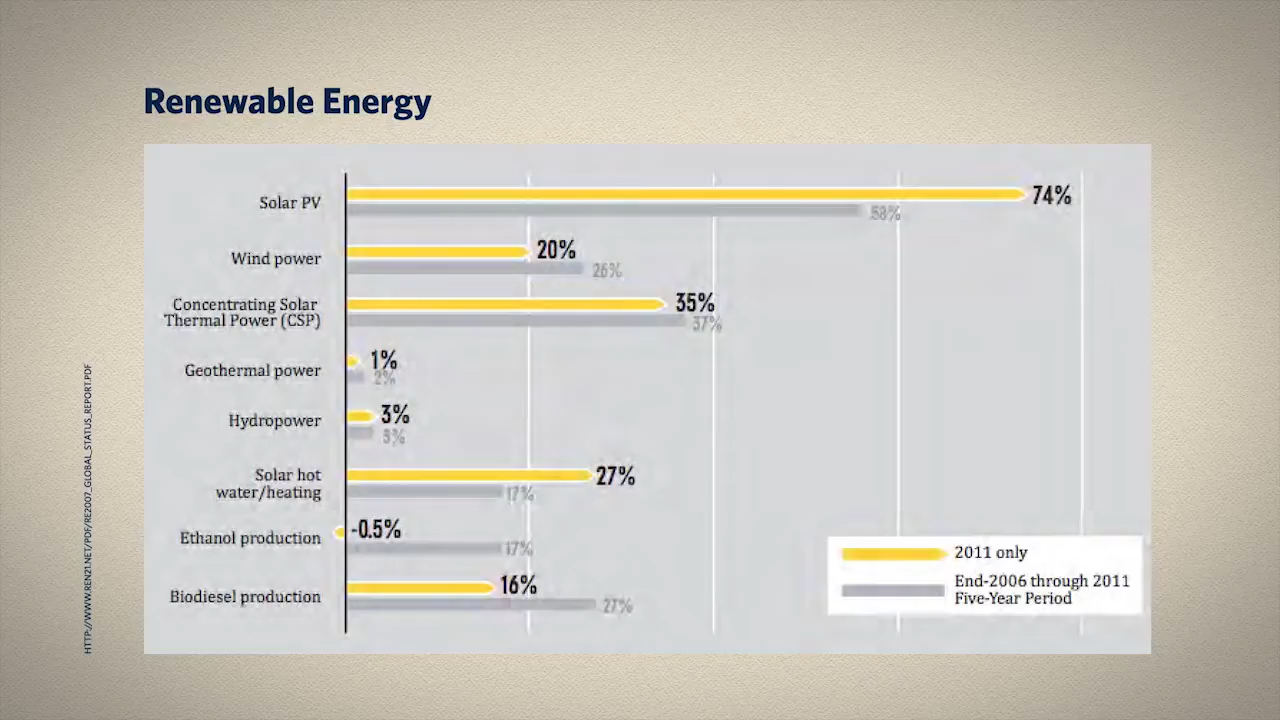 Renewable Energy
Solar PV
74%
58%
Wind power
20%
26%
Concentrating Solar
Thermal Power (CSP)
35%
37%
Geothermal power
1%
2%
Hydropower
3%
3%
Solar hot
water/heating
27%
17%
Ethanol production
-0.5%
17%
Biodiesel production
16%
27%
2011 only
End-2006 through 2011
Five-Year Period
HTTP://WWW.REN21.NET/PDF/RE2007_GLOBAL_STATUS_REPORT.PDF